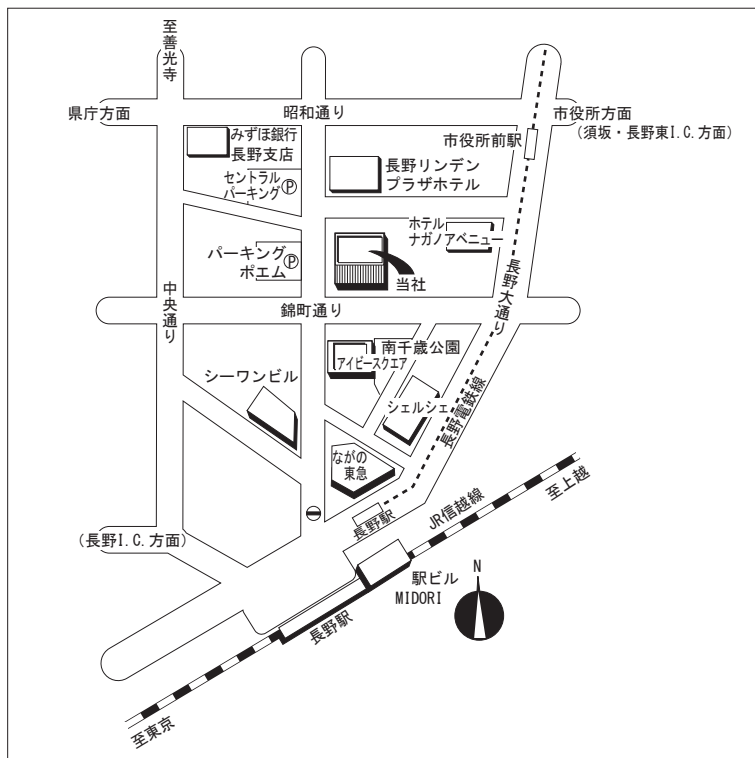 至善光寺
県庁方面
昭和通り
市役所方面
(須坂・長野東I.C.方面)
市役所前駅
みずほ銀行
長野支店
長野リンデン
プラザホテル
セントラル
パーキング
P
ホテル
ナガノアベニュー
パーキング
ポエム
P
当社
中央通り
錦町通り
長野大通り
南千歳公園
アイビースクエア
シーワンビル
シェルシェ
長野電鉄線
ながの
東急
長野駅
JR信越線
至上越
(長野I.C.方面)
駅ビル
MIDORI
N
長野駅
至東京